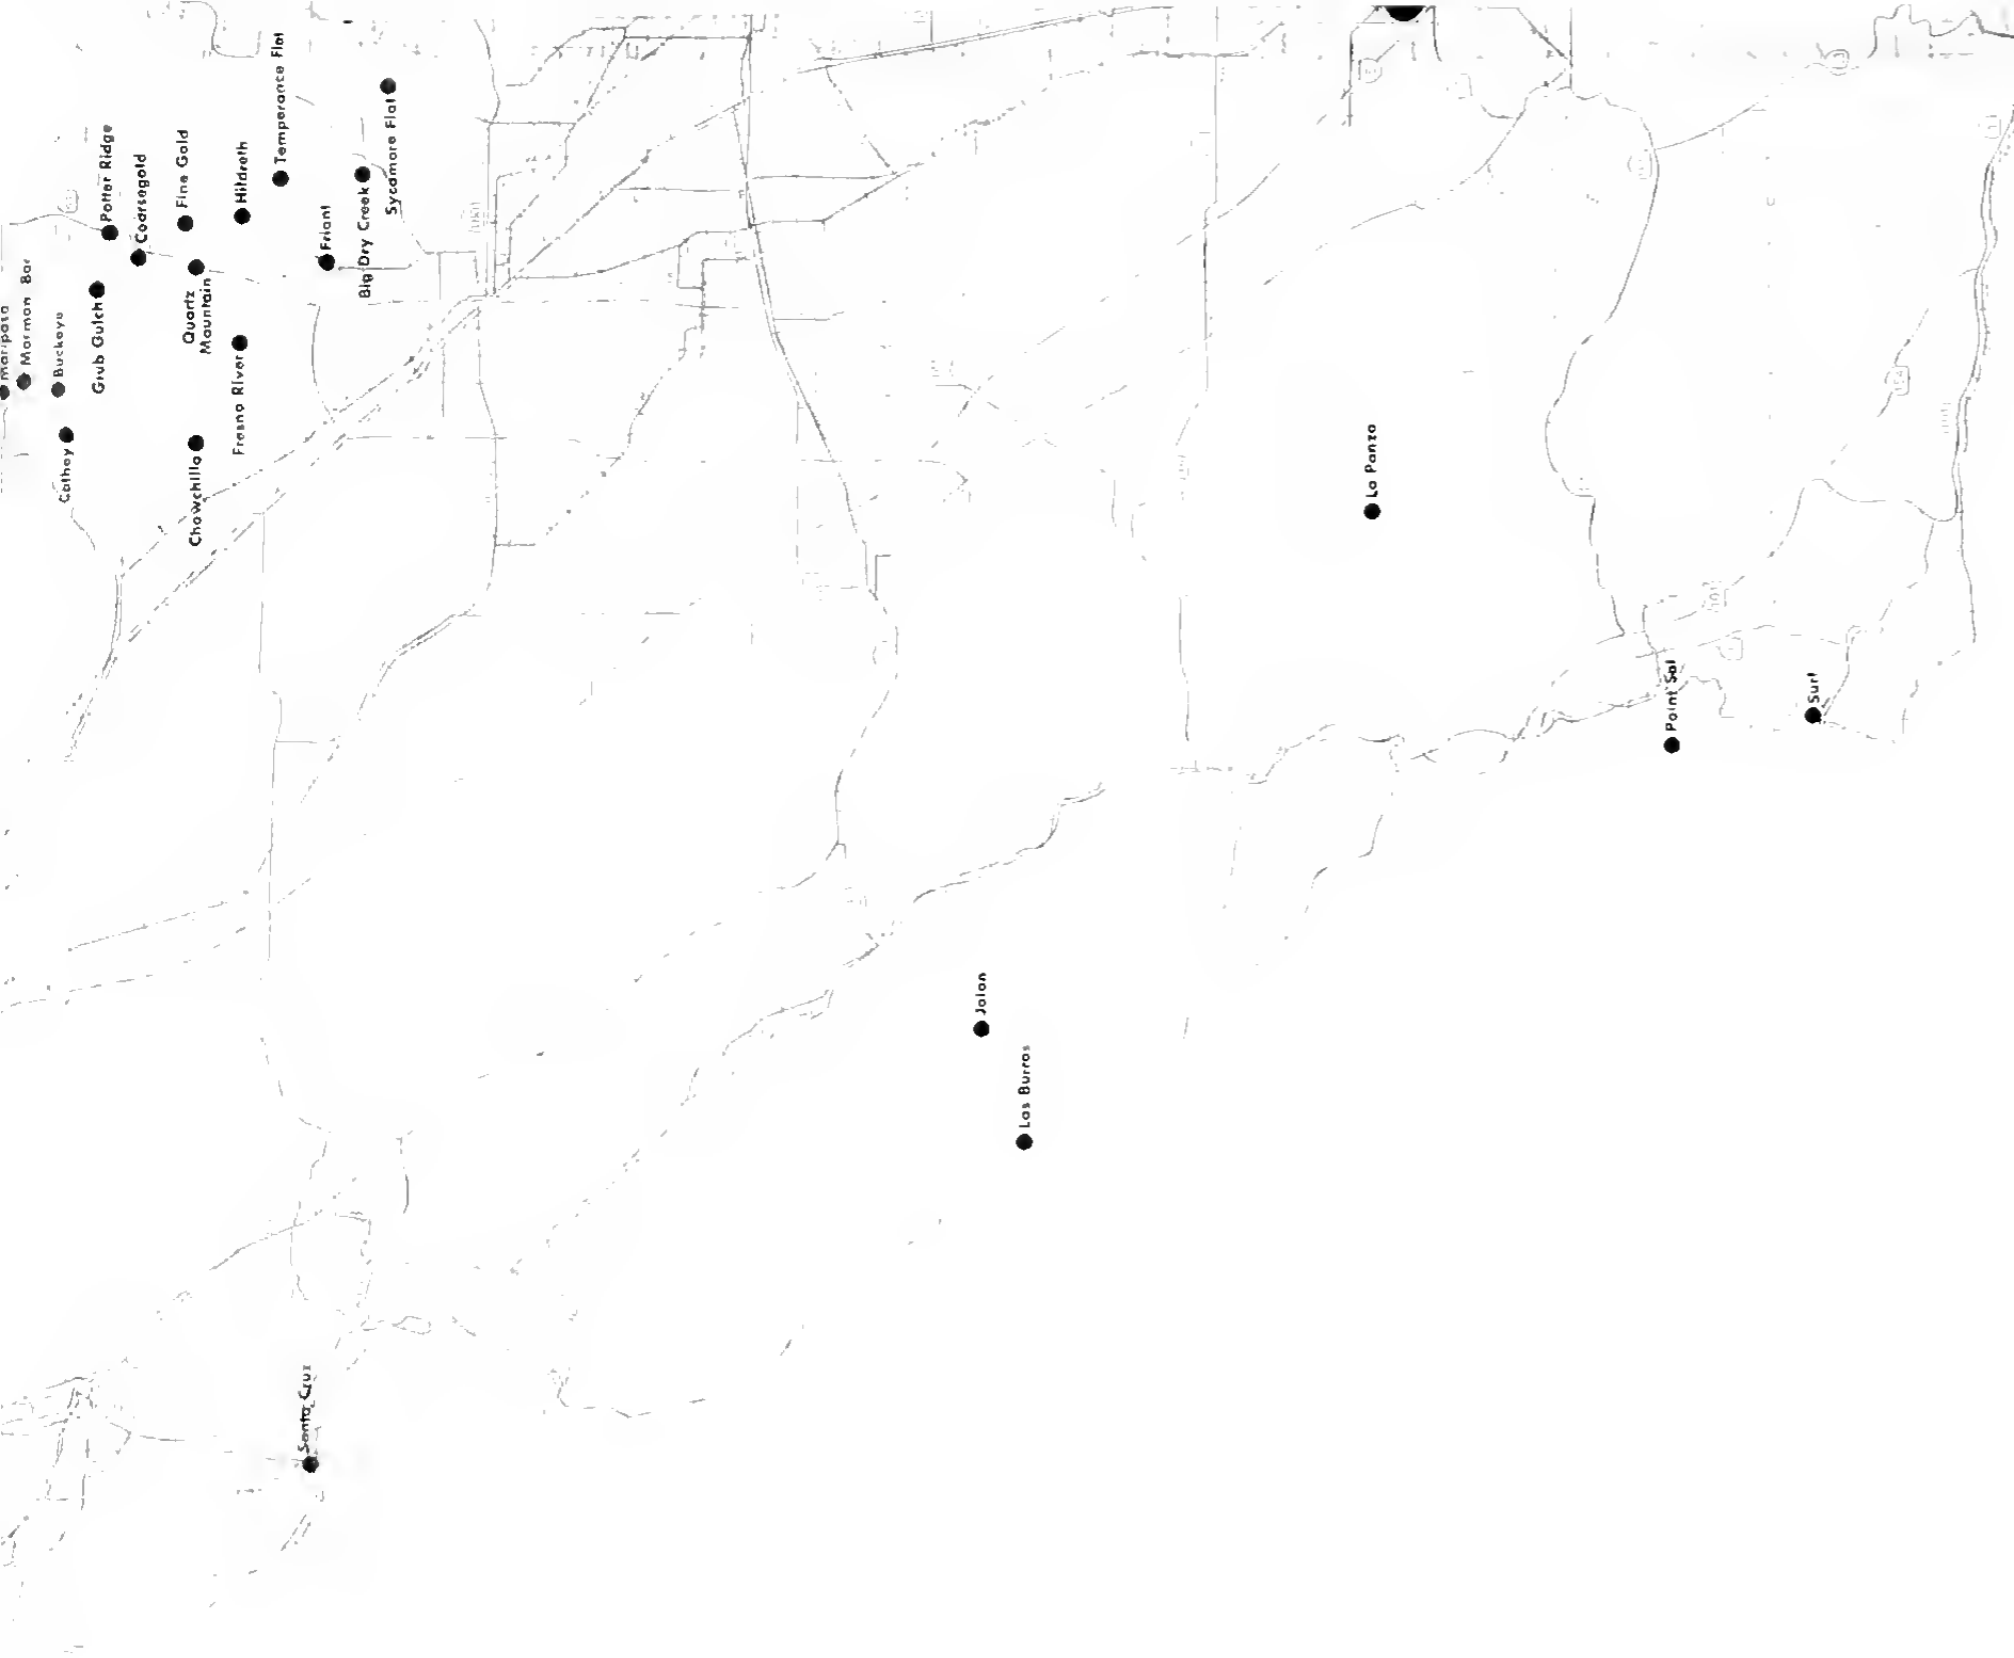 Mariposa
Mormon Bar
Buckeye
Cathey
Grub Gulch
Potter Ridge
Coarsegold
Fine Gold
Quartz
Mountain
Chowchilla
Hildreth
Fresno River
Temperance Flat
Friant
Big Dry Creek
Sycamore Flat
Santa Cruz
Jolon
Los Burros
La Panza
Point Sal
Surf